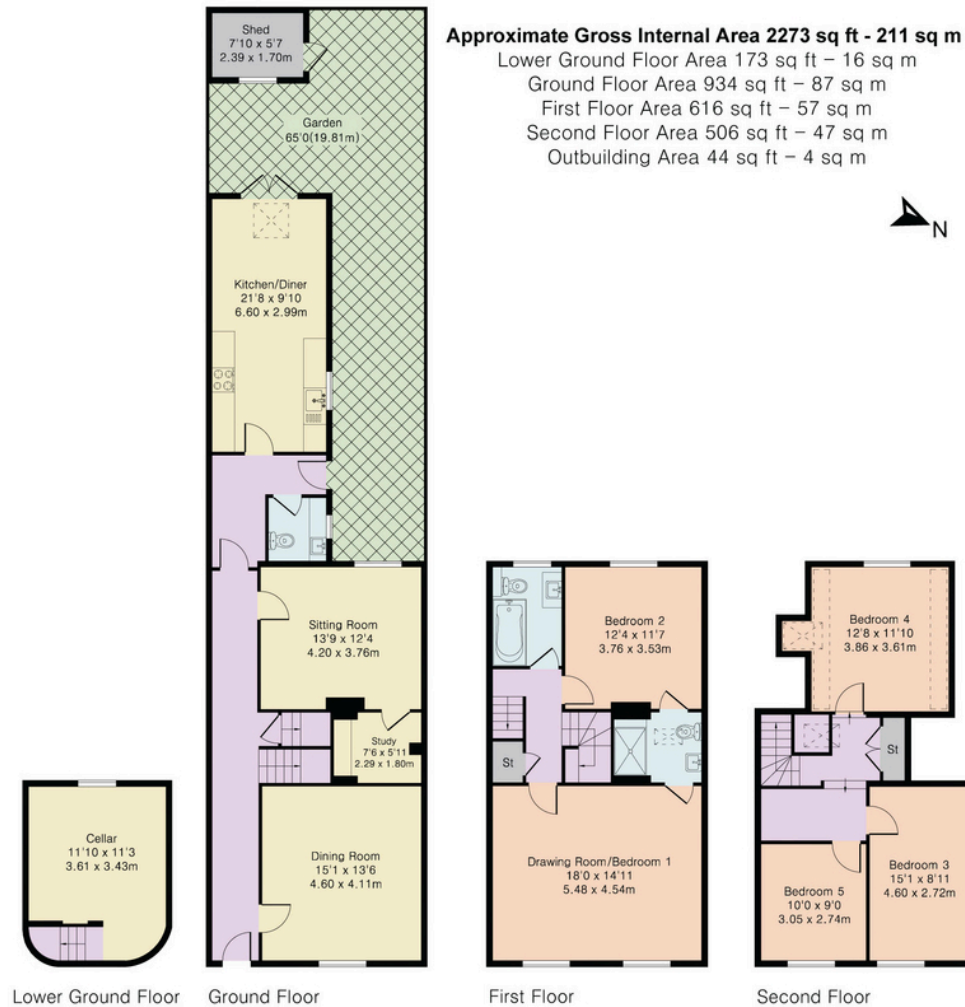 Approximate Gross Internal Area 2273 sq ft - 211 sq m
Lower Ground Floor Area 173 sq ft – 16 sq m
Ground Floor Area 934 sq ft – 87 sq m
First Floor Area 616 sq ft – 57 sq m
Second Floor Area 506 sq ft – 47 sq m
Outbuilding Area 44 sq ft – 4 sq m
N
Shed
7'10 x 5'7
2.39 x 1.70m
Garden
65'0(19.81m)
Kitchen/Diner
21'8 x 9'10
6.60 x 2.99m
Sitting Room
13'9 x 12'4
4.20 x 3.76m
Study
7'6 x 5'11
2.29 x 1.80m
Dining Room
15'1 x 13'6
4.60 x 4.11m
Cellar
11'10 x 11'3
3.61 x 3.43m
Bedroom 2
12'4 x 11'7
3.76 x 3.53m
St
Drawing Room/Bedroom 1
18'0 x 14'11
5.48 x 4.54m
Bedroom 4
12'8 x 11'10
3.86 x 3.61m
St
Bedroom 3
15'1 x 8'11
4.60 x 2.72m
Bedroom 5
10'0 x 9'0
3.05 x 2.74m
Lower Ground Floor
Ground Floor
First Floor
Second Floor